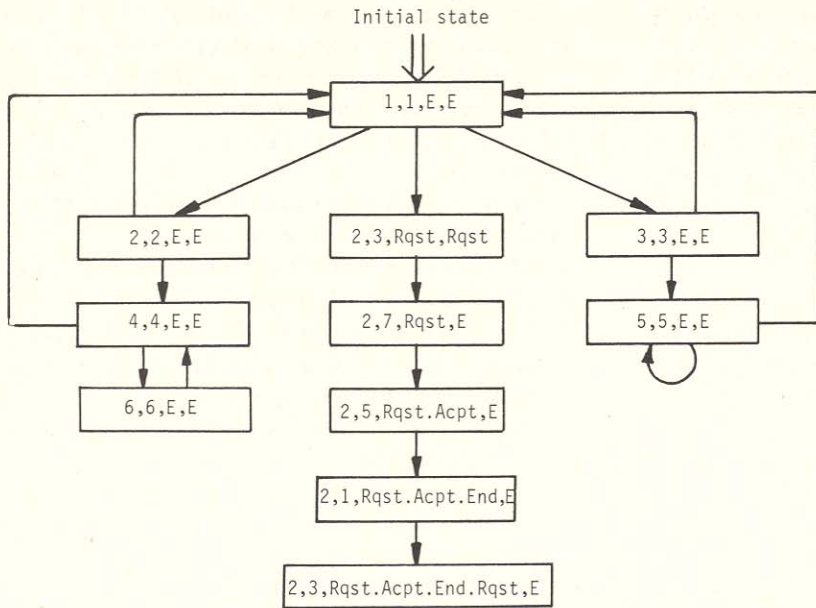 Initial state
1,1,E,E
2,2,E,E
2,3,Rqst,Rqst
3,3,E,E
4,4,E,E
2,7,Rqst,E
5,5,E,E
6,6,E,E
2,5,Rqst.Acpt,E
2,1,Rqst.Acpt.End,E
2,3,Rqst.Acpt.End.Rqst,E